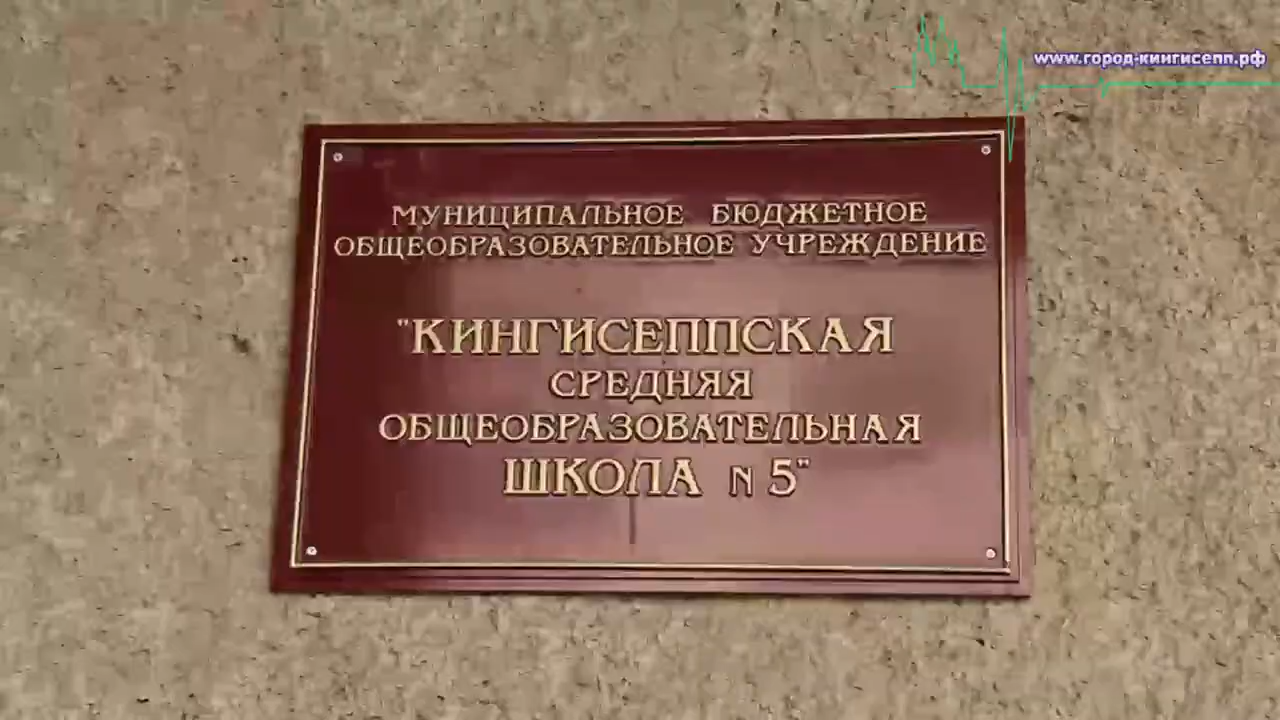 www.город-кингисепп.рф
МУНИЦИПАЛЬНОЕ БЮДЖЕТНОЕ
ОБЩЕОБРАЗОВАТЕЛЬНОЕ УЧРЕЖДЕНИЕ
"КИНГИСЕППСКАЯ
СРЕДНЯЯ
ОБЩЕОБРАЗОВАТЕЛЬНАЯ
ШКОЛА N 5"